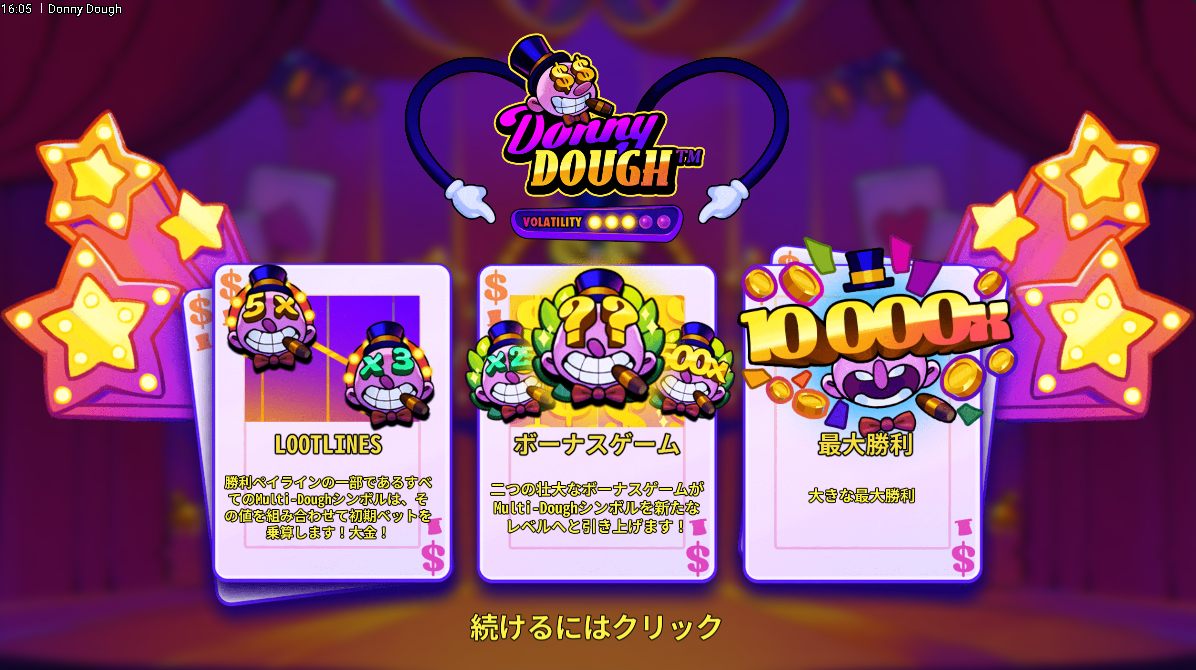 16:05 | Donny Dough
Donny
DOUGH™
VOLATILITY
5X
X3
LOOTLINES
勝利ペイラインの一部であるすべ
てのMulti-Doughシンボルは、そ
の値を組み合わせて初期ベットを
乗算します！大金！
X2
??
00X
ボーナスゲーム
二つの壮大なボーナスゲームが
Multi-Doughシンボルを新たな
レベルへと引き上げます！
10 000x
最大勝利
大きな最大勝利
$
$
$
$
$
$
続けるにはクリック